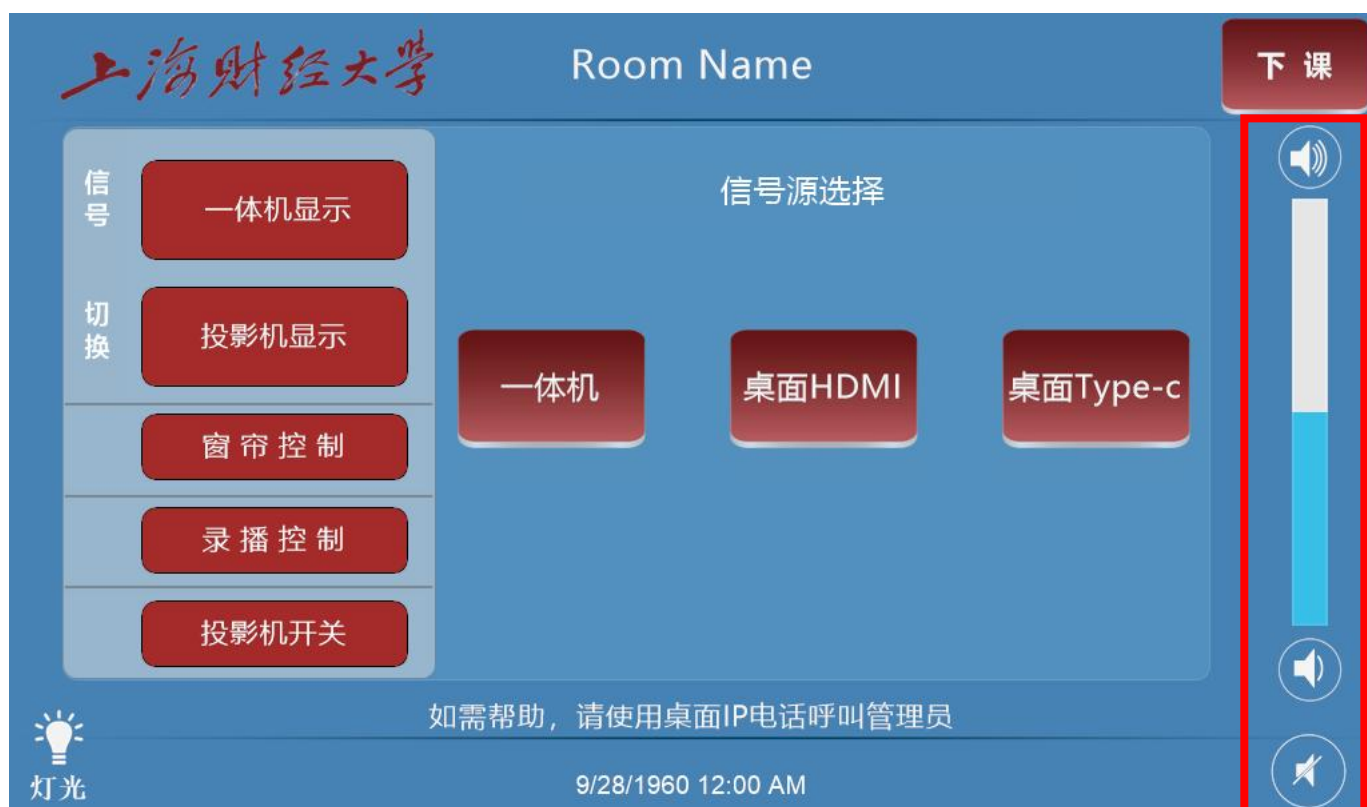 上海财经大学
Room Name
下 课
信号
切换
一体机显示
投影机显示
窗帘控制
录播控制
投影机开关
信号源选择
一体机
桌面HDMI
桌面Type-c
如需帮助，请使用桌面IP电话呼叫管理员
灯光
9/28/1960 12:00 AM